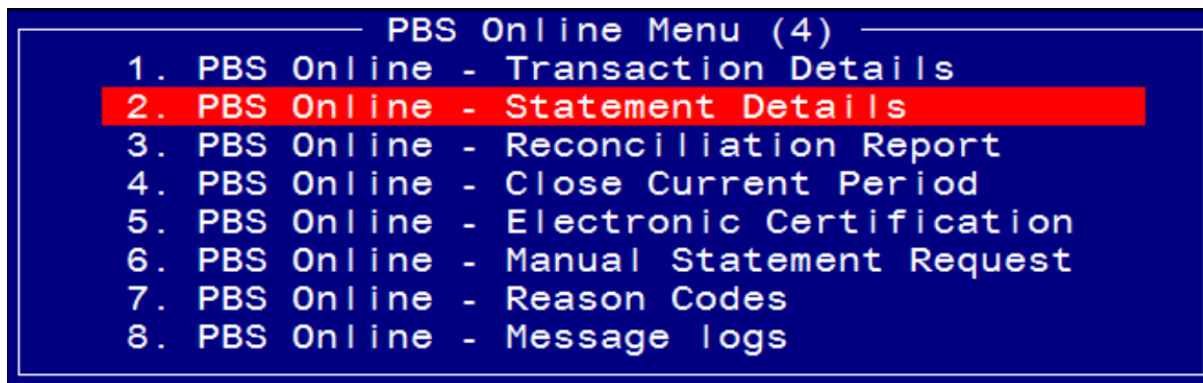 PBS Online Menu (4)
1. PBS Online - Transaction Details
2. PBS Online - Statement Details
3. PBS Online - Reconciliation Report
4. PBS Online - Close Current Period
5. PBS Online - Electronic Certification
6. PBS Online - Manual Statement Request
7. PBS Online - Reason Codes
8. PBS Online - Message logs